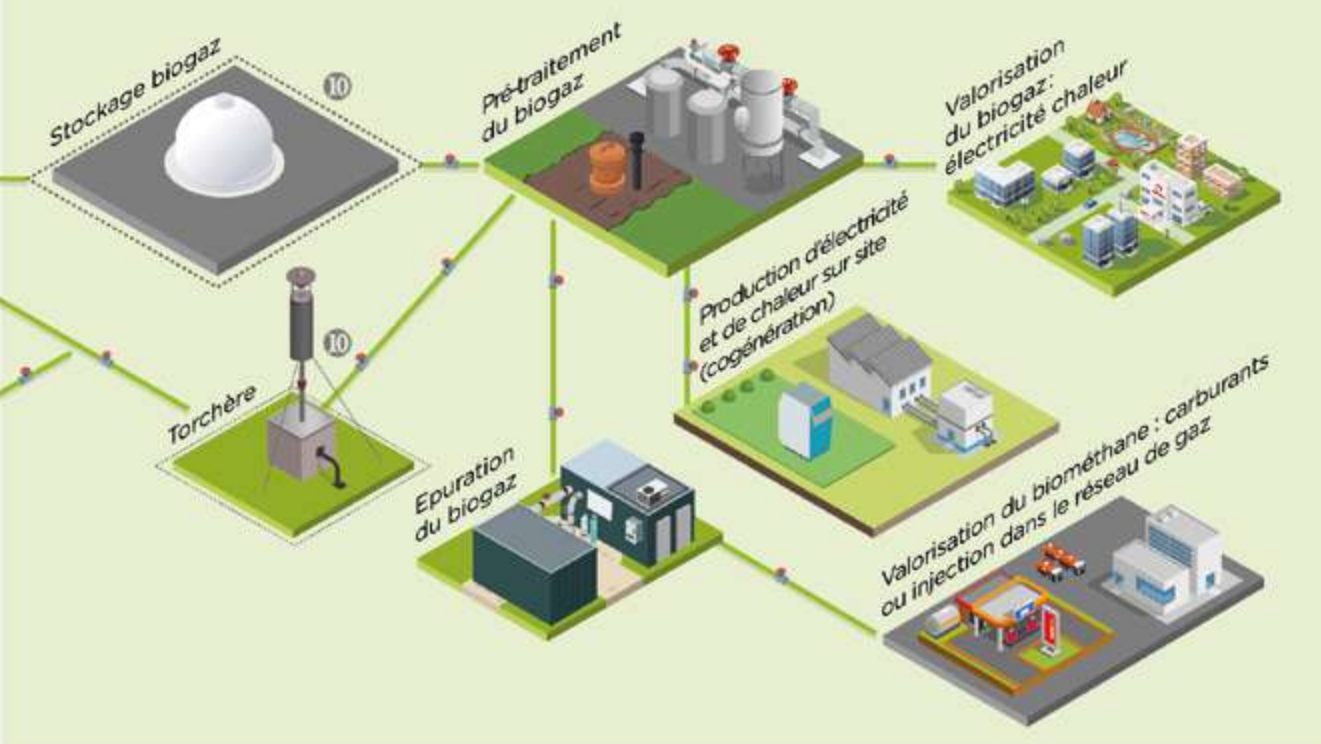 Stockage biogaz
10
Pré-traitement
du biogaz
Valorisation
du biogaz:
électricité chaleur
Torchère
10
Production d'électricité
et de chaleur sur site
(cogénération)
Epuration
du biogaz
Valorisation du biométhane : carburants
ou injection dans le réseau de gaz